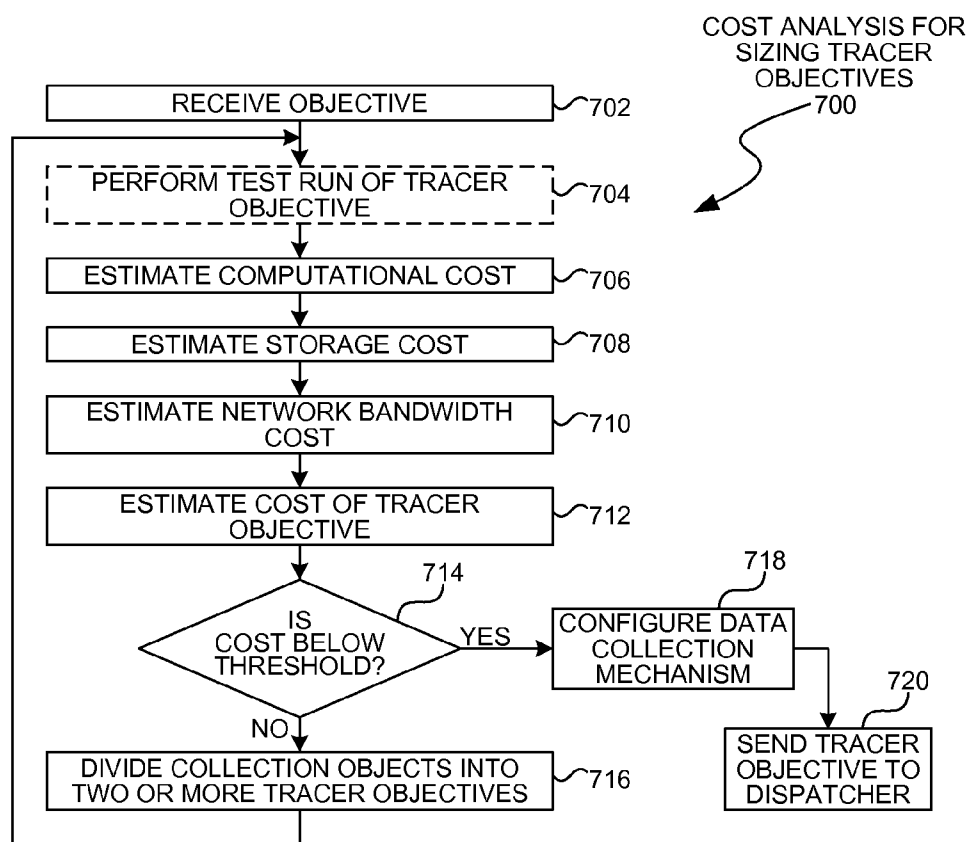 COST ANALYSIS FOR
SIZING TRACER
OBJECTIVES
700
RECEIVE OBJECTIVE
702
PERFORM TEST RUN OF TRACER
OBJECTIVE
704
ESTIMATE COMPUTATIONAL COST
706
ESTIMATE STORAGE COST
708
ESTIMATE NETWORK BANDWIDTH
COST
710
ESTIMATE COST OF TRACER
OBJECTIVE
712
714
IS
COST BELOW
THRESHOLD?
YES
718
CONFIGURE DATA
COLLECTION
MECHANISM
720
SEND TRACER
OBJECTIVE TO
DISPATCHER
NO
DIVIDE COLLECTION OBJECTS INTO
TWO OR MORE TRACER OBJECTIVES
716